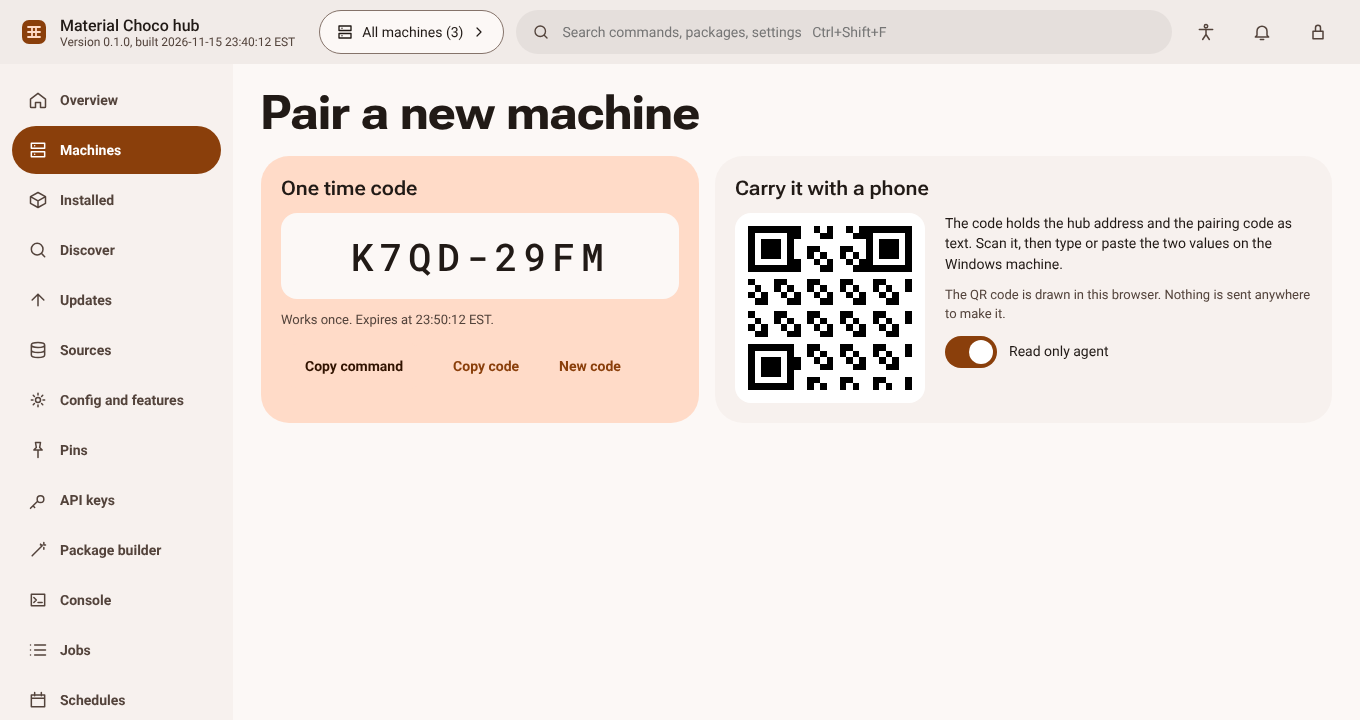 Material Choco hub
Version 0.1.0, built 2026-11-15 23:40:12 EST
All machines (3)
Search commands, packages, settings Ctrl+Shift+F
Overview
Machines
Installed
Discover
Updates
Sources
Config and features
Pins
API keys
Package builder
Console
Jobs
Schedules
Pair a new machine
One time code
K7QD-29FM
Works once. Expires at 23:50:12 EST.
Copy command
Copy code
New code
Carry it with a phone
The code holds the hub address and the pairing code as
text. Scan it, then type or paste the two values on the
Windows machine.
The QR code is drawn in this browser. Nothing is sent anywhere
to make it.
Read only agent